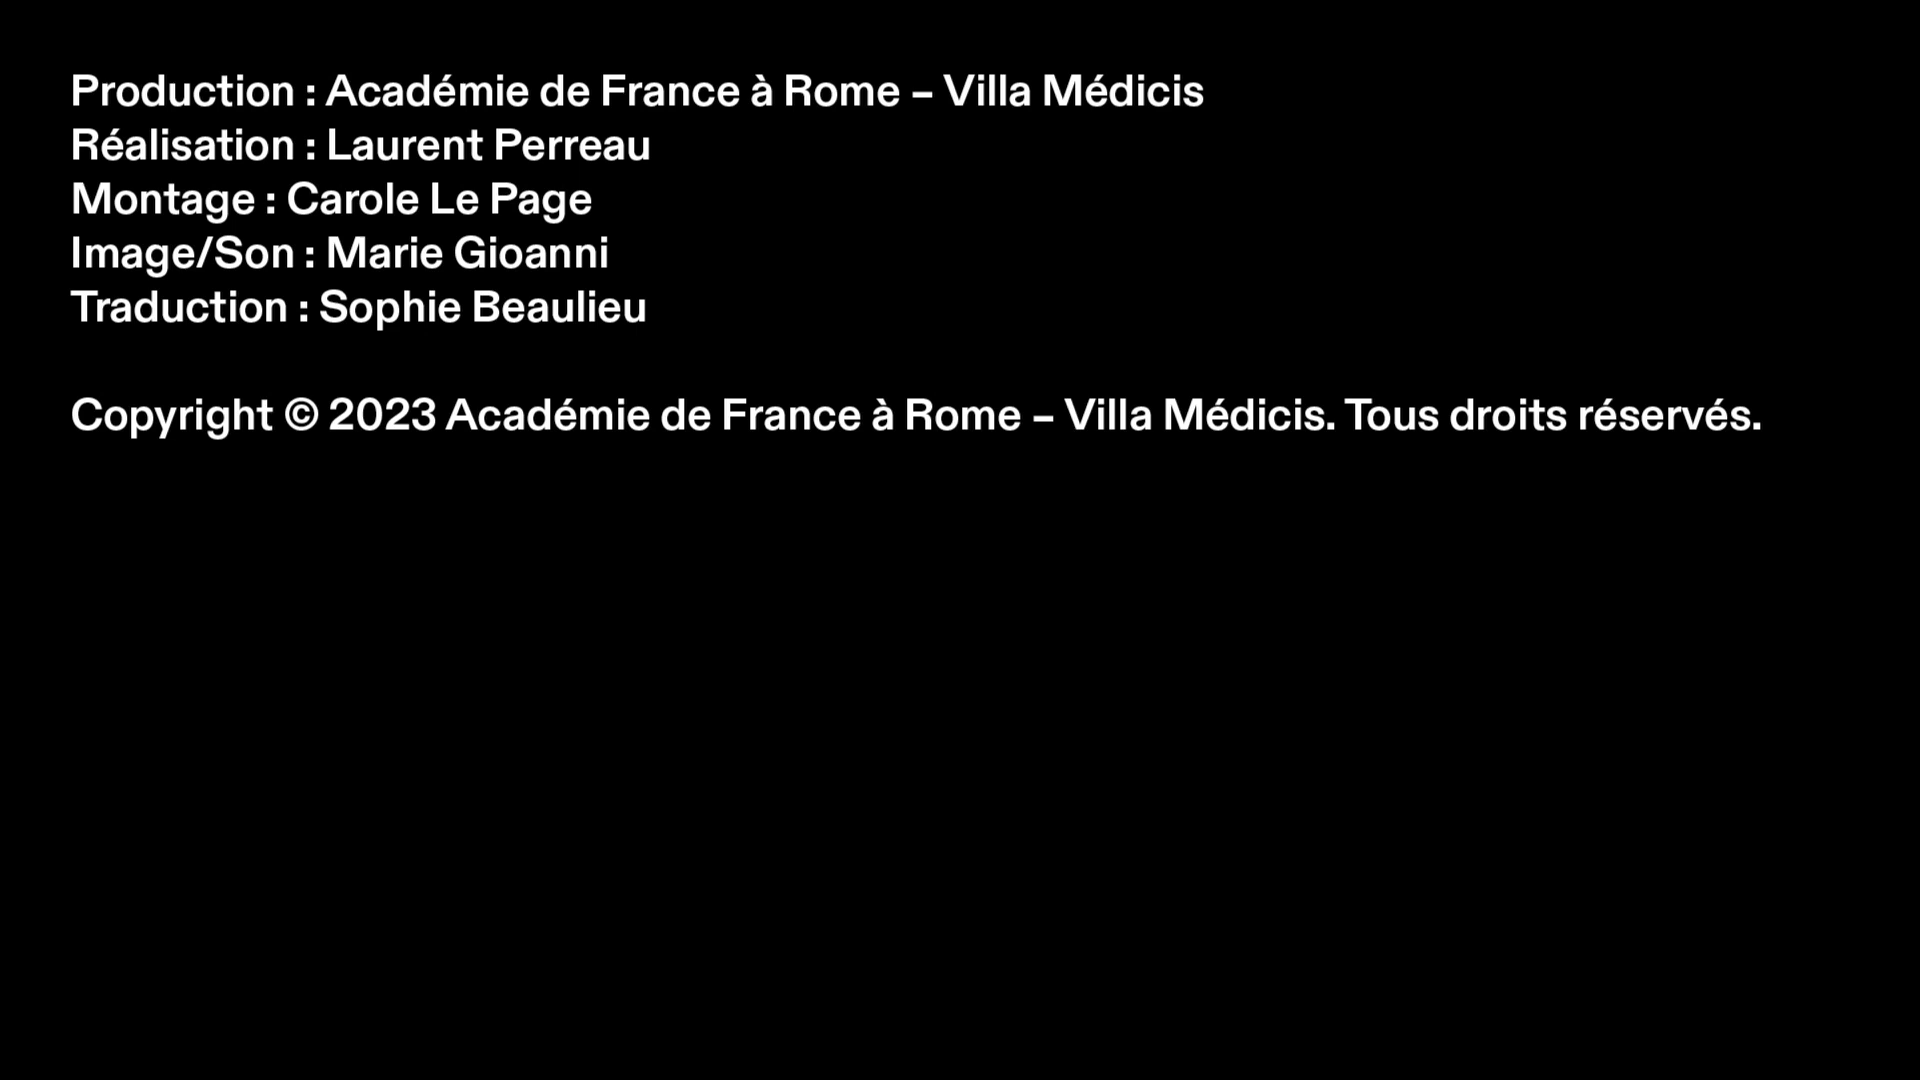 Production : Académie de France à Rome – Villa Médicis
Réalisation : Laurent Perreau
Montage : Carole Le Page
Image/Son : Marie Gioanni
Traduction : Sophie Beaulieu
Copyright © 2023 Académie de France à Rome – Villa Médicis. Tous droits réservés.